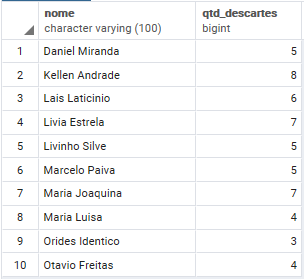 nome qtd_descartes
character varying (100) bigint
1 Daniel Miranda 5
2 Kellen Andrade 8
3 Lais Laticinio 6
4 Livia Estrela 7
5 Livinho Silve 5
6 Marcelo Paiva 5
7 Maria Joaquina 7
8 Maria Luisa 4
9 Orides Identico 3
10 Otavio Freitas 4